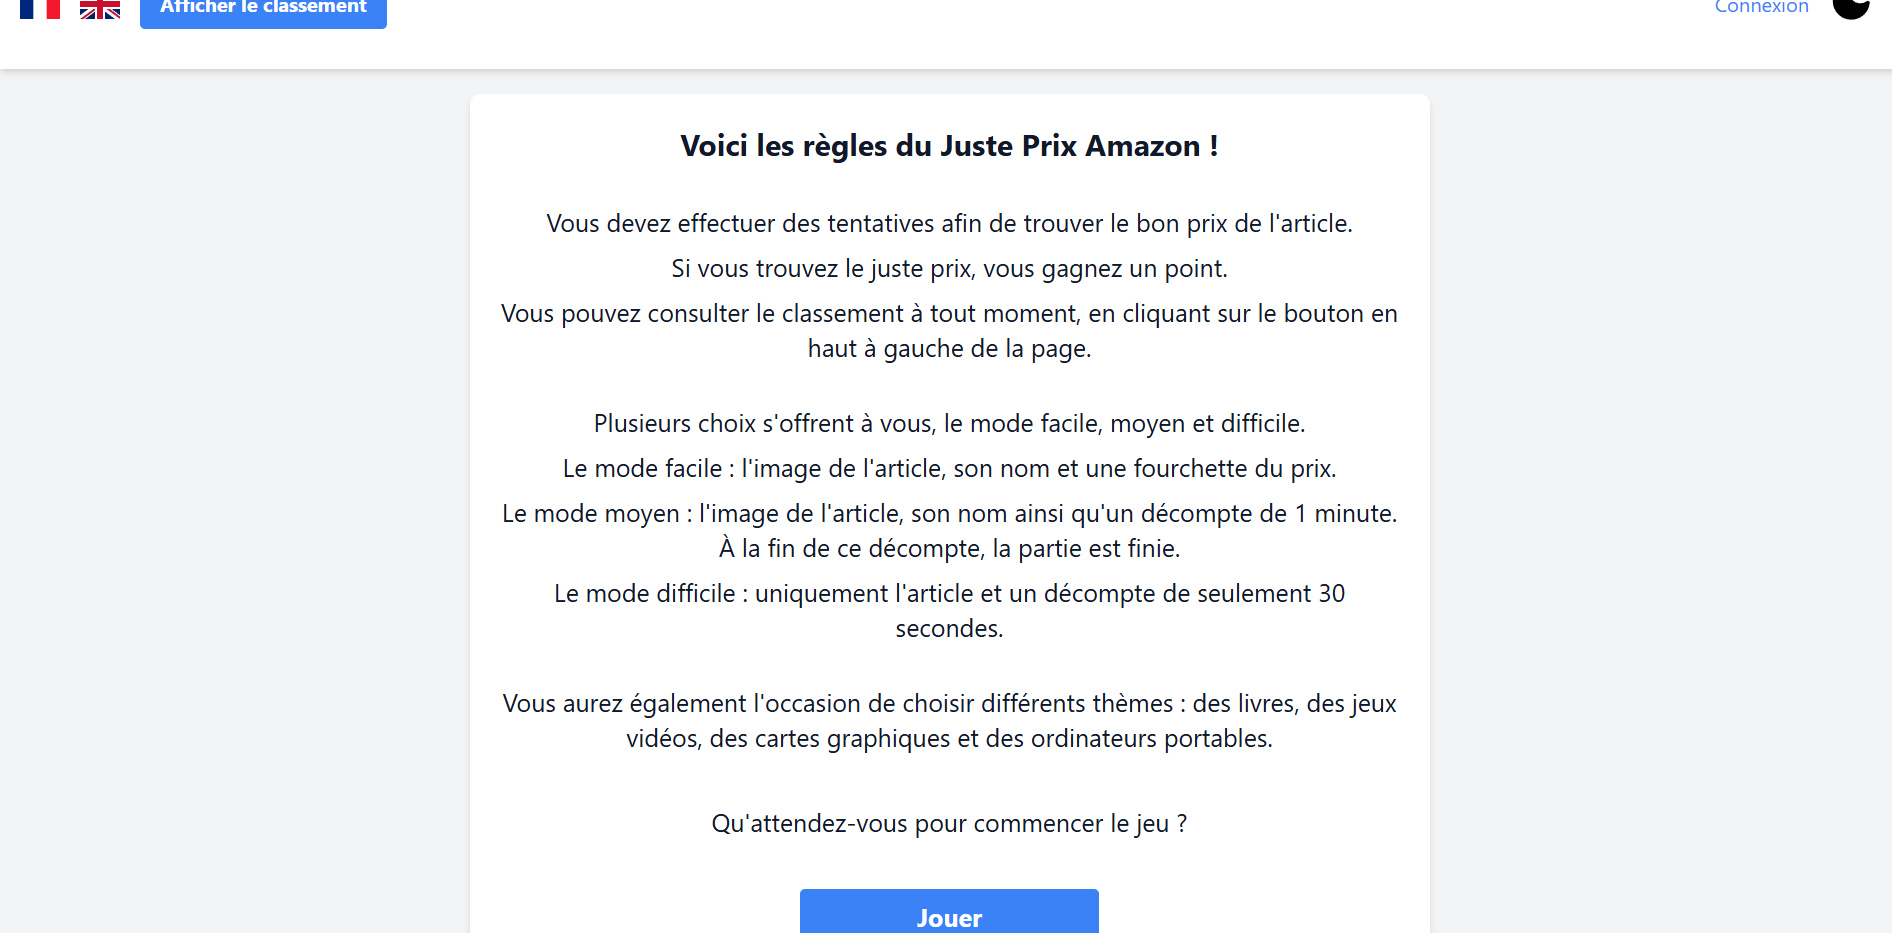 Afficher le classement
Connexion
Voici les règles du Juste Prix Amazon !
Vous devez effectuer des tentatives afin de trouver le bon prix de l'article.
Si vous trouvez le juste prix, vous gagnez un point.
Vous pouvez consulter le classement à tout moment, en cliquant sur le bouton en
haut à gauche de la page.
Plusieurs choix s'offrent à vous, le mode facile, moyen et difficile.
Le mode facile : l'image de l'article, son nom et une fourchette du prix.
Le mode moyen : l'image de l'article, son nom ainsi qu'un décompte de 1 minute.
À la fin de ce décompte, la partie est finie.
Le mode difficile : uniquement l'article et un décompte de seulement 30
secondes.
Vous aurez également l'occasion de choisir différents thèmes : des livres, des jeux
vidéos, des cartes graphiques et des ordinateurs portables.
Qu'attendez-vous pour commencer le jeu ?
Jouer